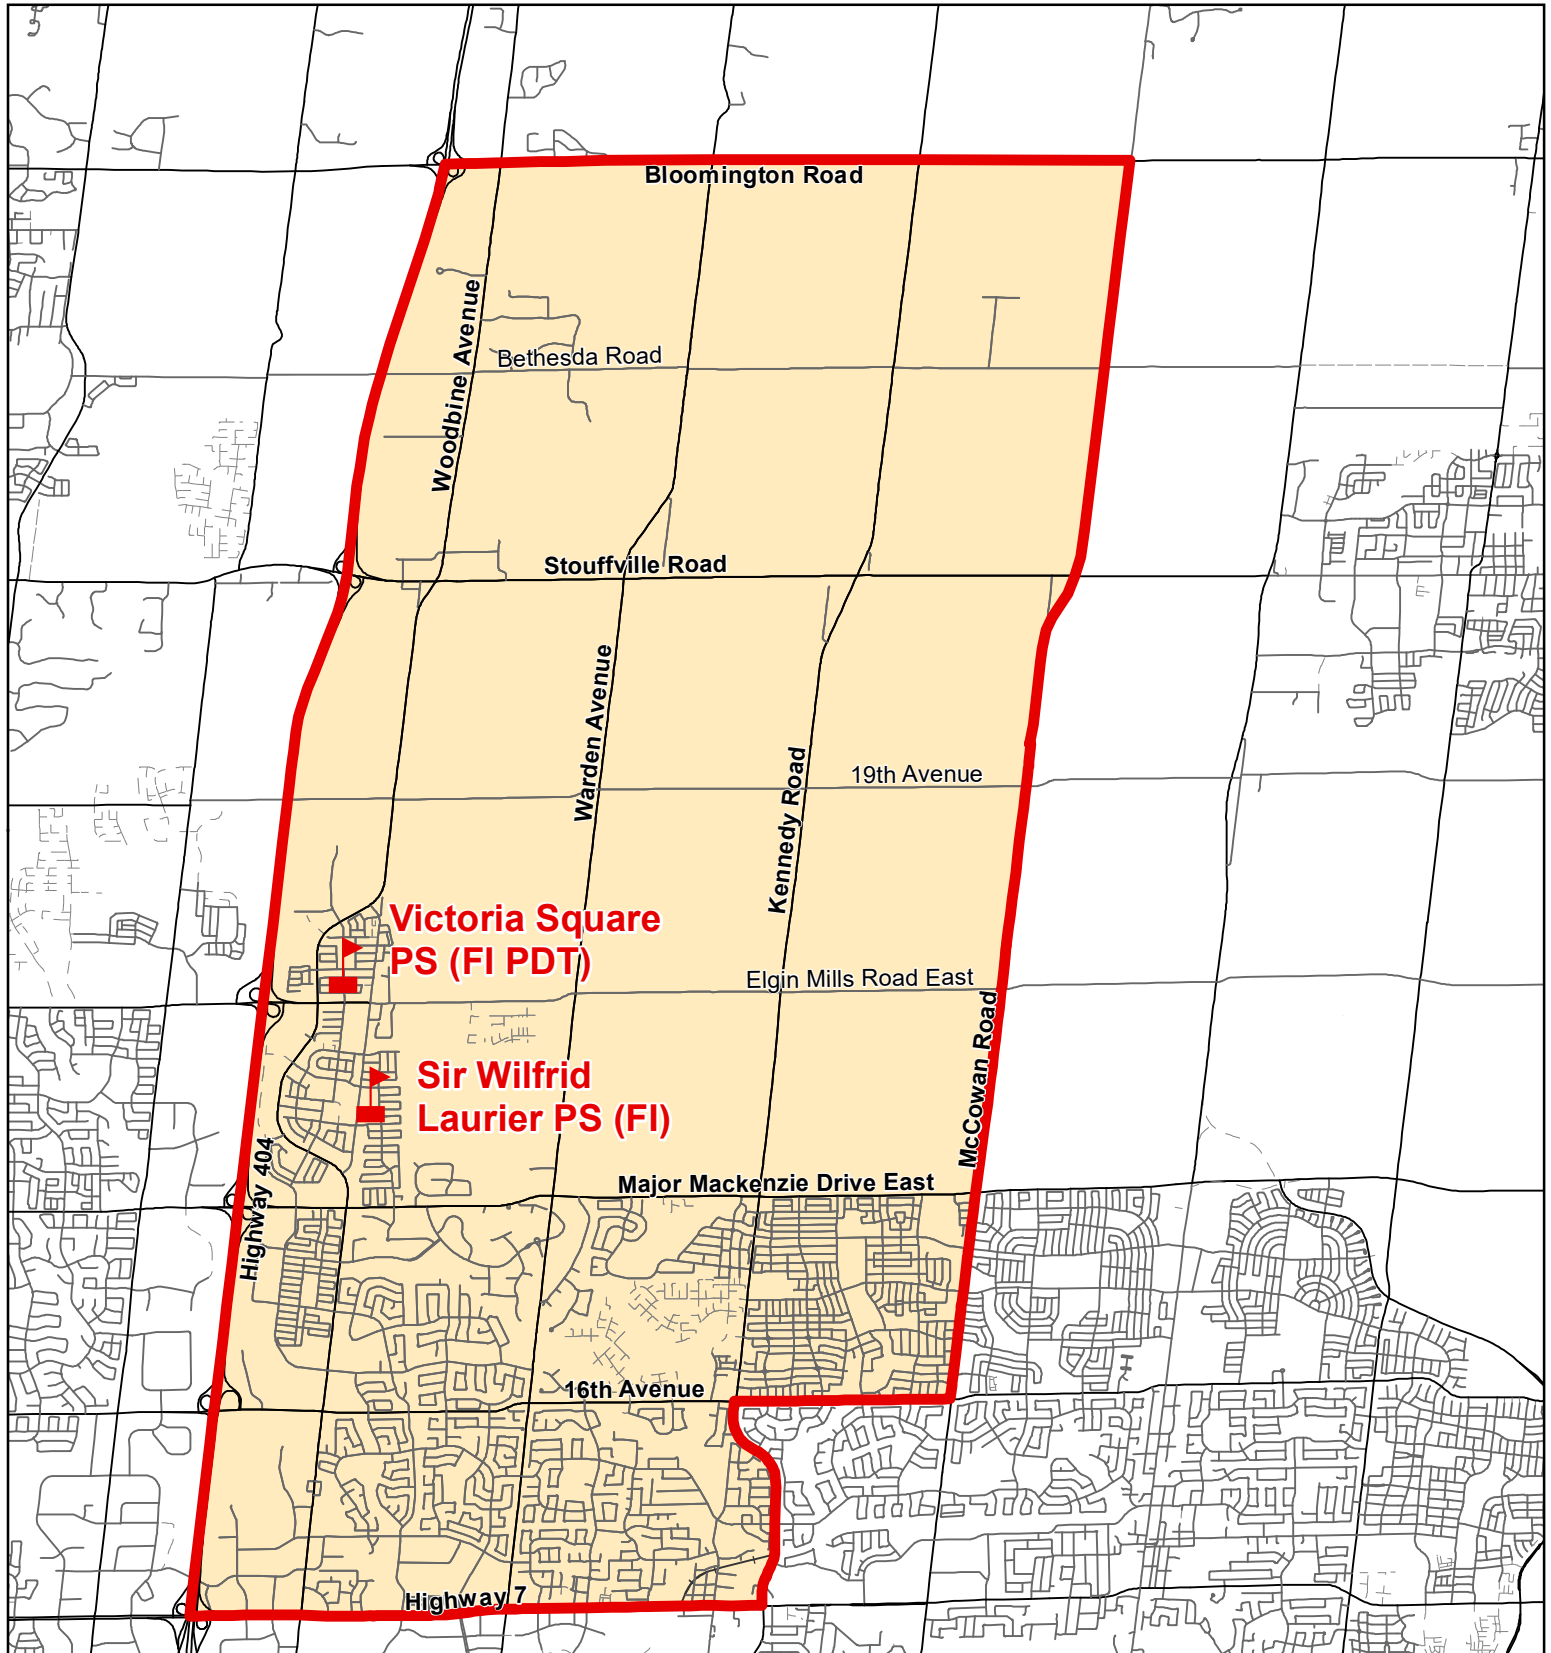 Bloomington Road
Woodbine Avenue
Bethesda Road
Stouffville Road
Warden Avenue
Kennedy Road
19th Avenue
Victoria Square
PS (FI PDT)
Elgin Mills Road East
McCowan Road
Sir Wilfrid
Laurier PS (FI)
Highway 404
Major Mackenzie Drive East
16th Avenue
Highway 7